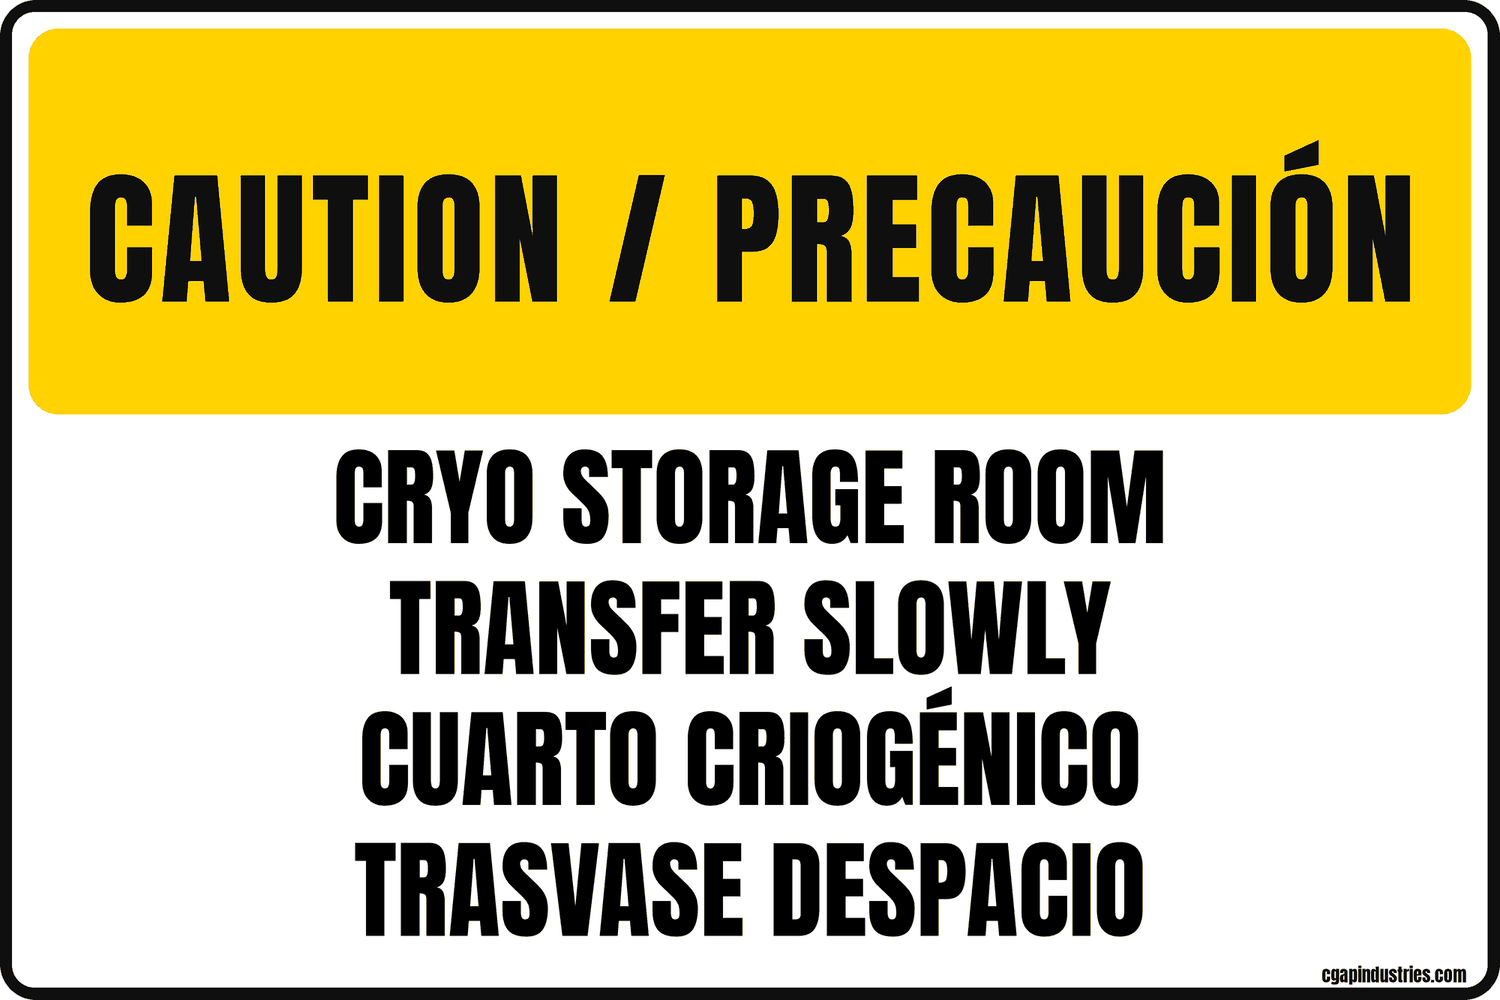 CAUTION / PRECAUCIÓN
CRYO STORAGE ROOM
TRANSFER SLOWLY
CUARTO CRIOGÉNICO
TRASVASE DESPACIO
cgapindustries.com